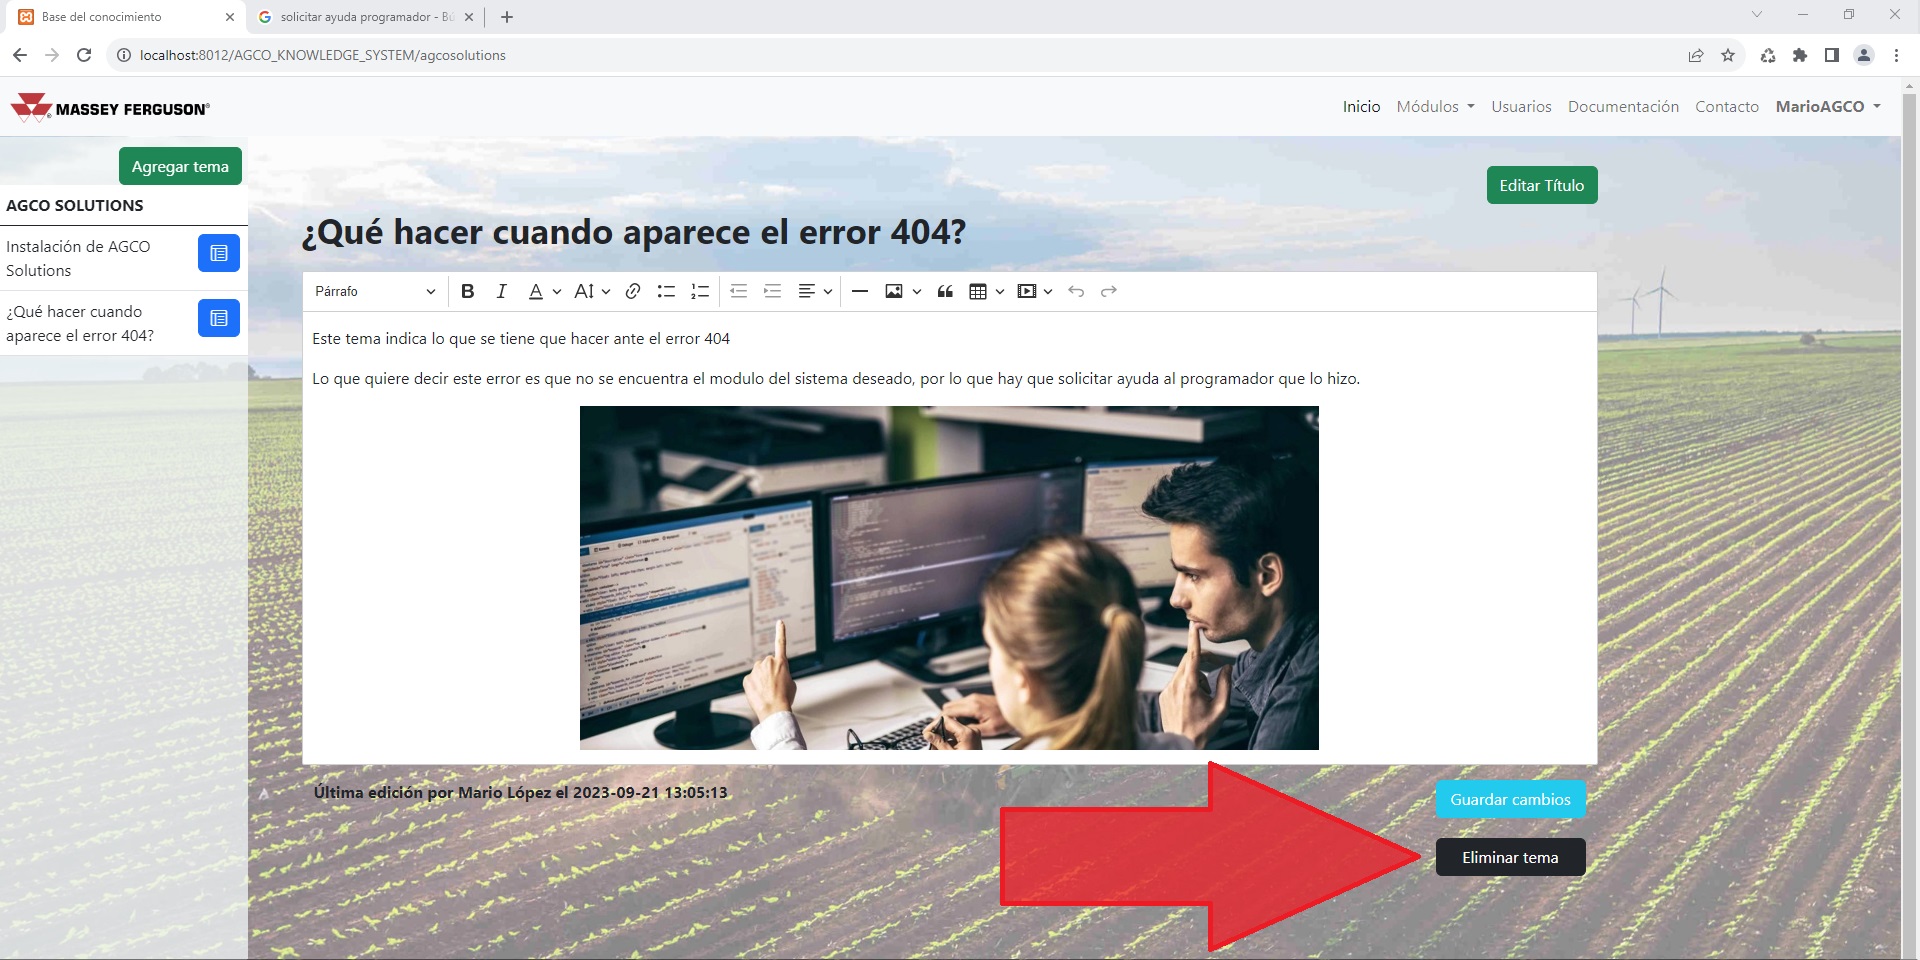 Base del conocimiento
solicitar ayuda programador - Bú
localhost:8012/AGCO_KNOWLEDGE_SYSTEM/agcosolutions
MASSEY FERGUSON®
Inicio Módulos Usuarios Documentación Contacto MarioAGCO
Agregar tema
AGCO SOLUTIONS
Instalación de AGCO
Solutions
¿Qué hacer cuando
aparece el error 404?
Editar Título
¿Qué hacer cuando aparece el error 404?
Párrafo
Este tema indica lo que se tiene que hacer ante el error 404
Lo que quiere decir este error es que no se encuentra el modulo del sistema deseado, por lo que hay que solicitar ayuda al programador que lo hizo.
Última edición por Mario López el 2023-09-21 13:05:13
Guardar cambios
Eliminar tema